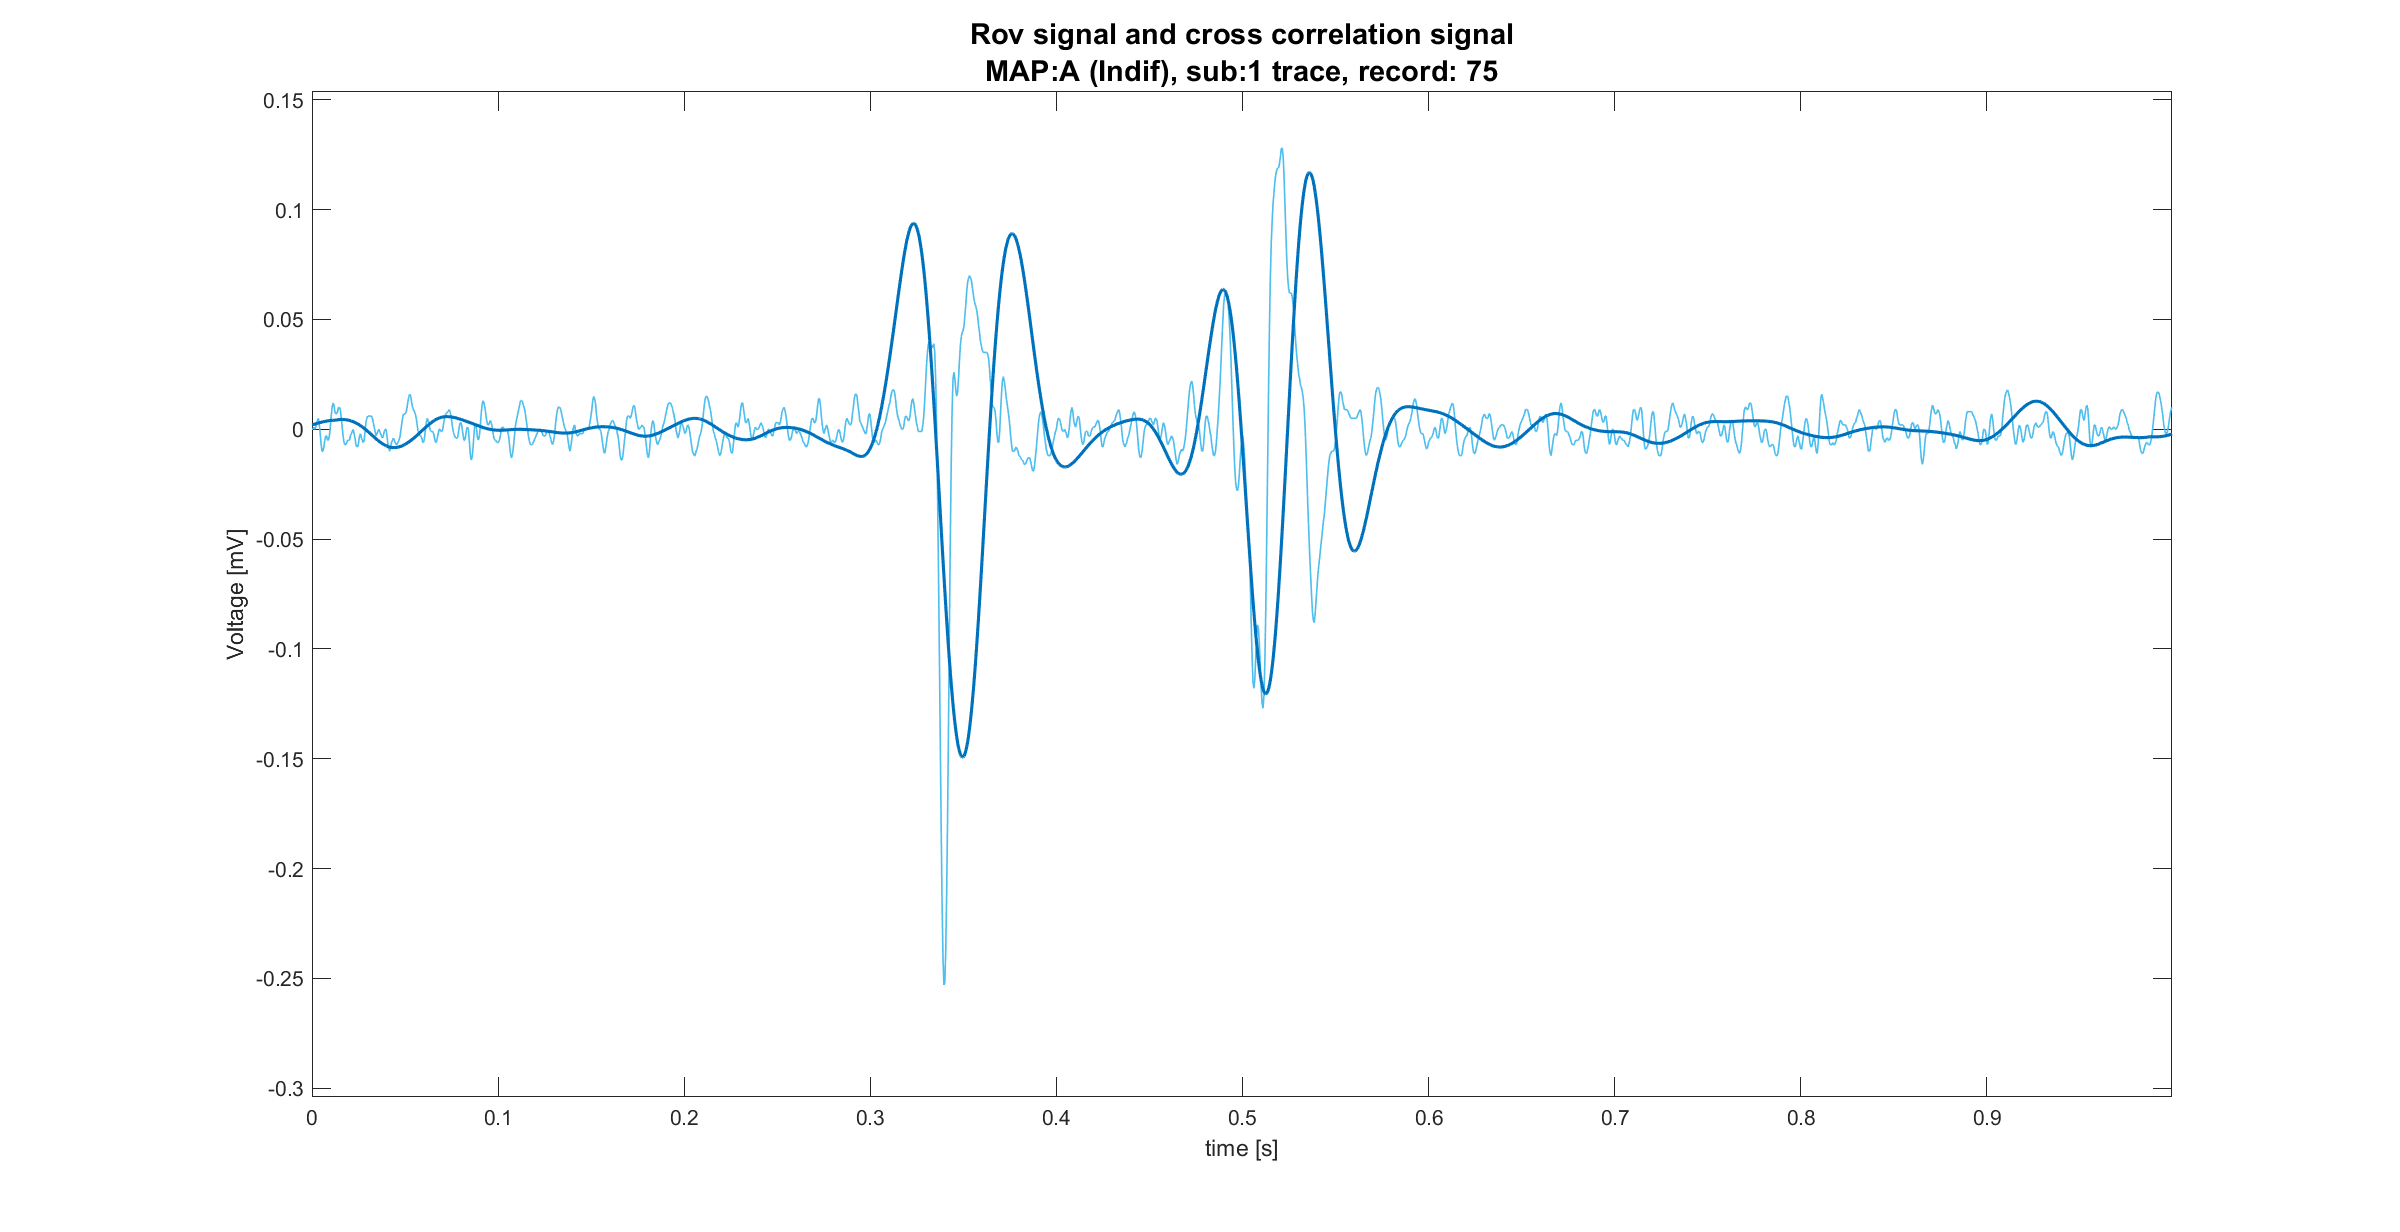 Rov signal and cross correlation signal
MAP:A (Indif), sub:1 trace, record: 75
0.15
0.1
0.05
0
-0.05
-0.1
-0.15
-0.2
-0.25
-0.3
Voltage [mV]
0 0.1 0.2 0.3 0.4 0.5 0.6 0.7 0.8 0.9
time [s]